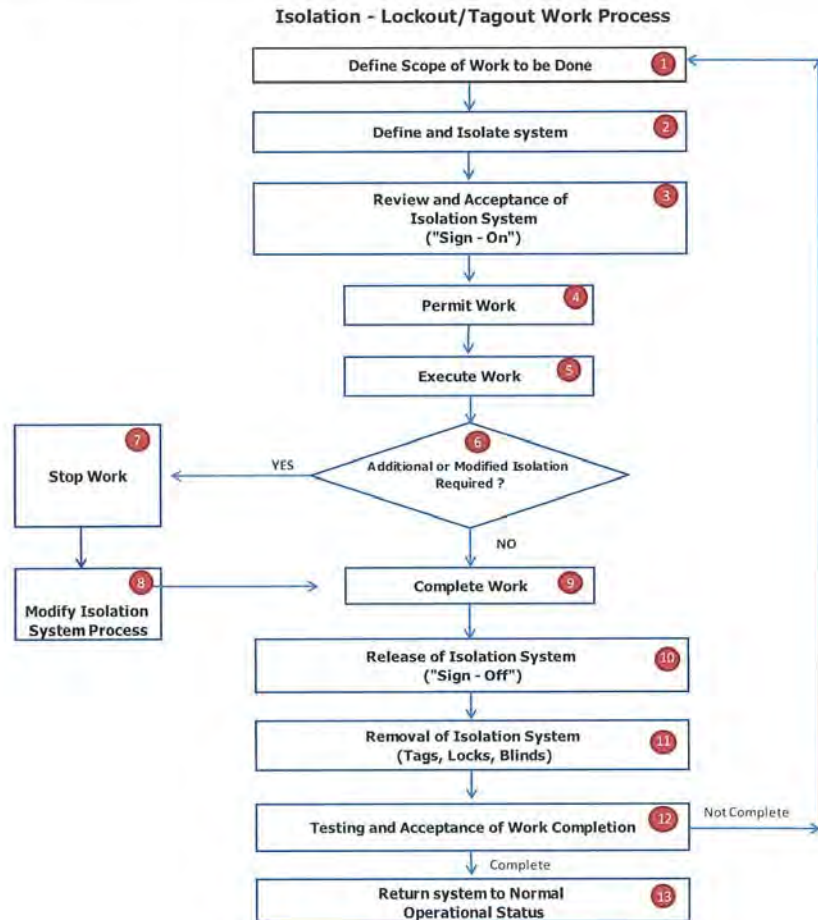 Isolation - Lockout/Tagout Work Process
Define Scope of Work to be Done
1
Define and Isolate system
2
Review and Acceptance of
Isolation System
("Sign - On")
3
Permit Work
4
Execute Work
5
6
Additional or Modified Isolation
Required ?
YES
7
Stop Work
NO
8
Modify Isolation
System Process
Complete Work
9
Release of Isolation System
("Sign - Off")
10
Removal of Isolation System
(Tags, Locks, Blinds)
11
Testing and Acceptance of Work Completion
12
Not Complete
Complete
Return system to Normal
Operational Status
13